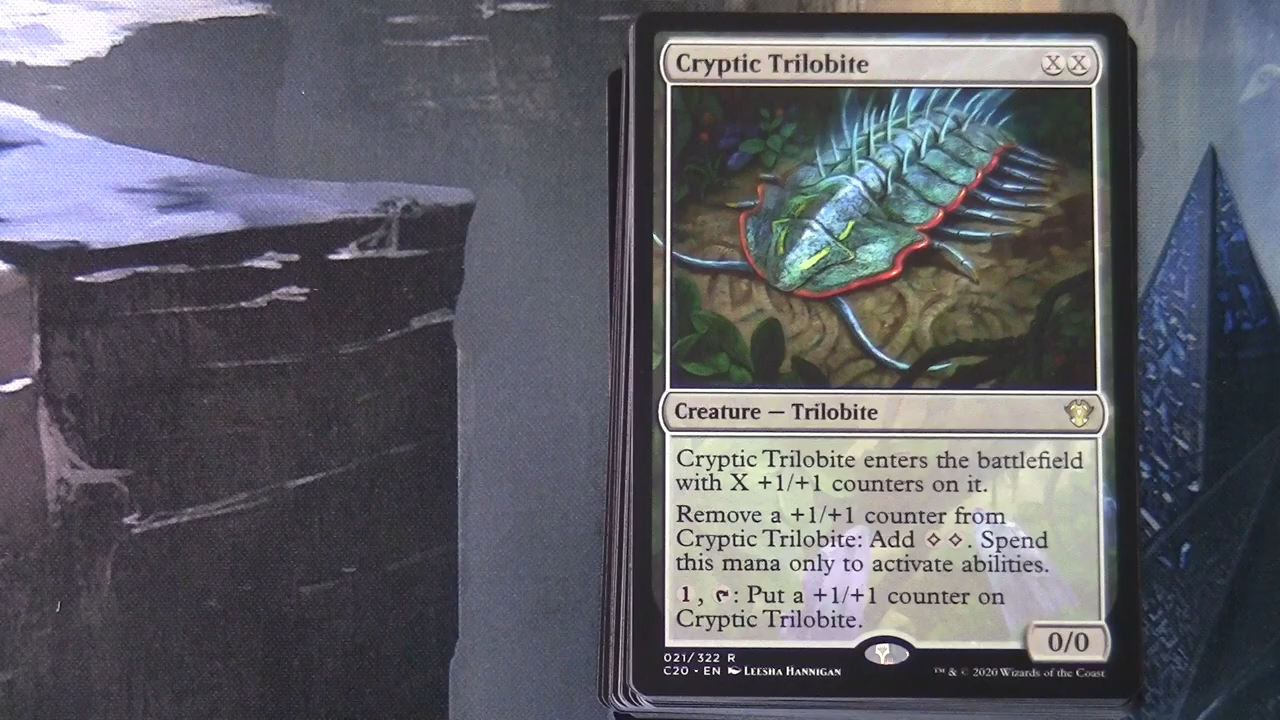 Cryptic Trilobite XX
Creature — Trilobite
Cryptic Trilobite enters the battlefield
with X +1/+1 counters on it.
Remove a +1/+1 counter from
Cryptic Trilobite: Add ◇◇. Spend
this mana only to activate abilities.
1, : Put a +1/+1 counter on
Cryptic Trilobite.
0/0
021/322 R
C20 · EN LEESHA HANNIGAN
™ & © 2020 Wizards of the Coast